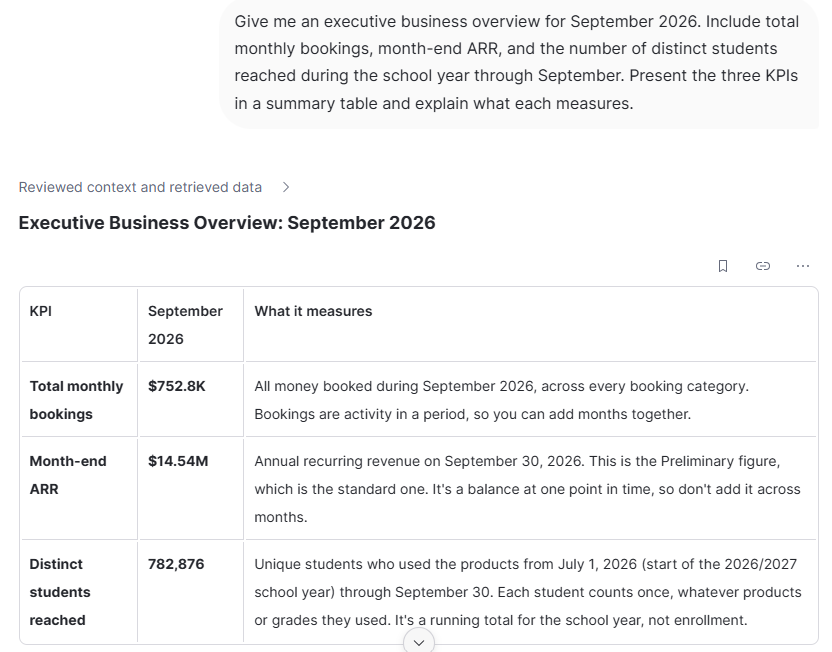 Give me an executive business overview for September 2026. Include total
monthly bookings, month-end ARR, and the number of distinct students
reached during the school year through September. Present the three KPIs
in a summary table and explain what each measures.
Reviewed context and retrieved data
Executive Business Overview: September 2026
KPI
September
2026
What it measures
Total monthly
bookings
$752.8K
All money booked during September 2026, across every booking category.
Bookings are activity in a period, so you can add months together.
Month-end
ARR
$14.54M
Annual recurring revenue on September 30, 2026. This is the Preliminary figure,
which is the standard one. It's a balance at one point in time, so don't add it across
months.
Distinct
students
reached
782,876
Unique students who used the products from July 1, 2026 (start of the 2026/2027
school year) through September 30. Each student counts once, whatever products
or grades they used. It's a running total for the school year, not enrollment.